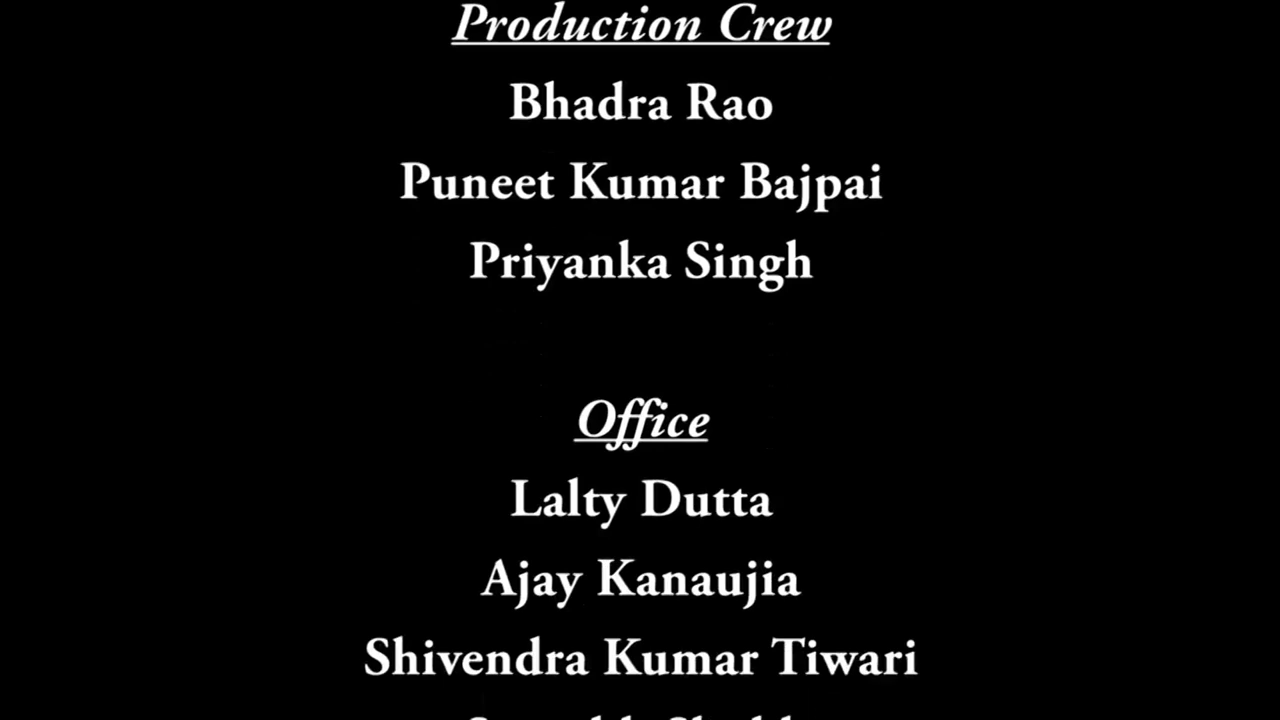 Production Crew
Bhadra Rao
Puneet Kumar Bajpai
Priyanka Singh
Office
Lalty Dutta
Ajay Kanaujia
Shivendra Kumar Tiwari